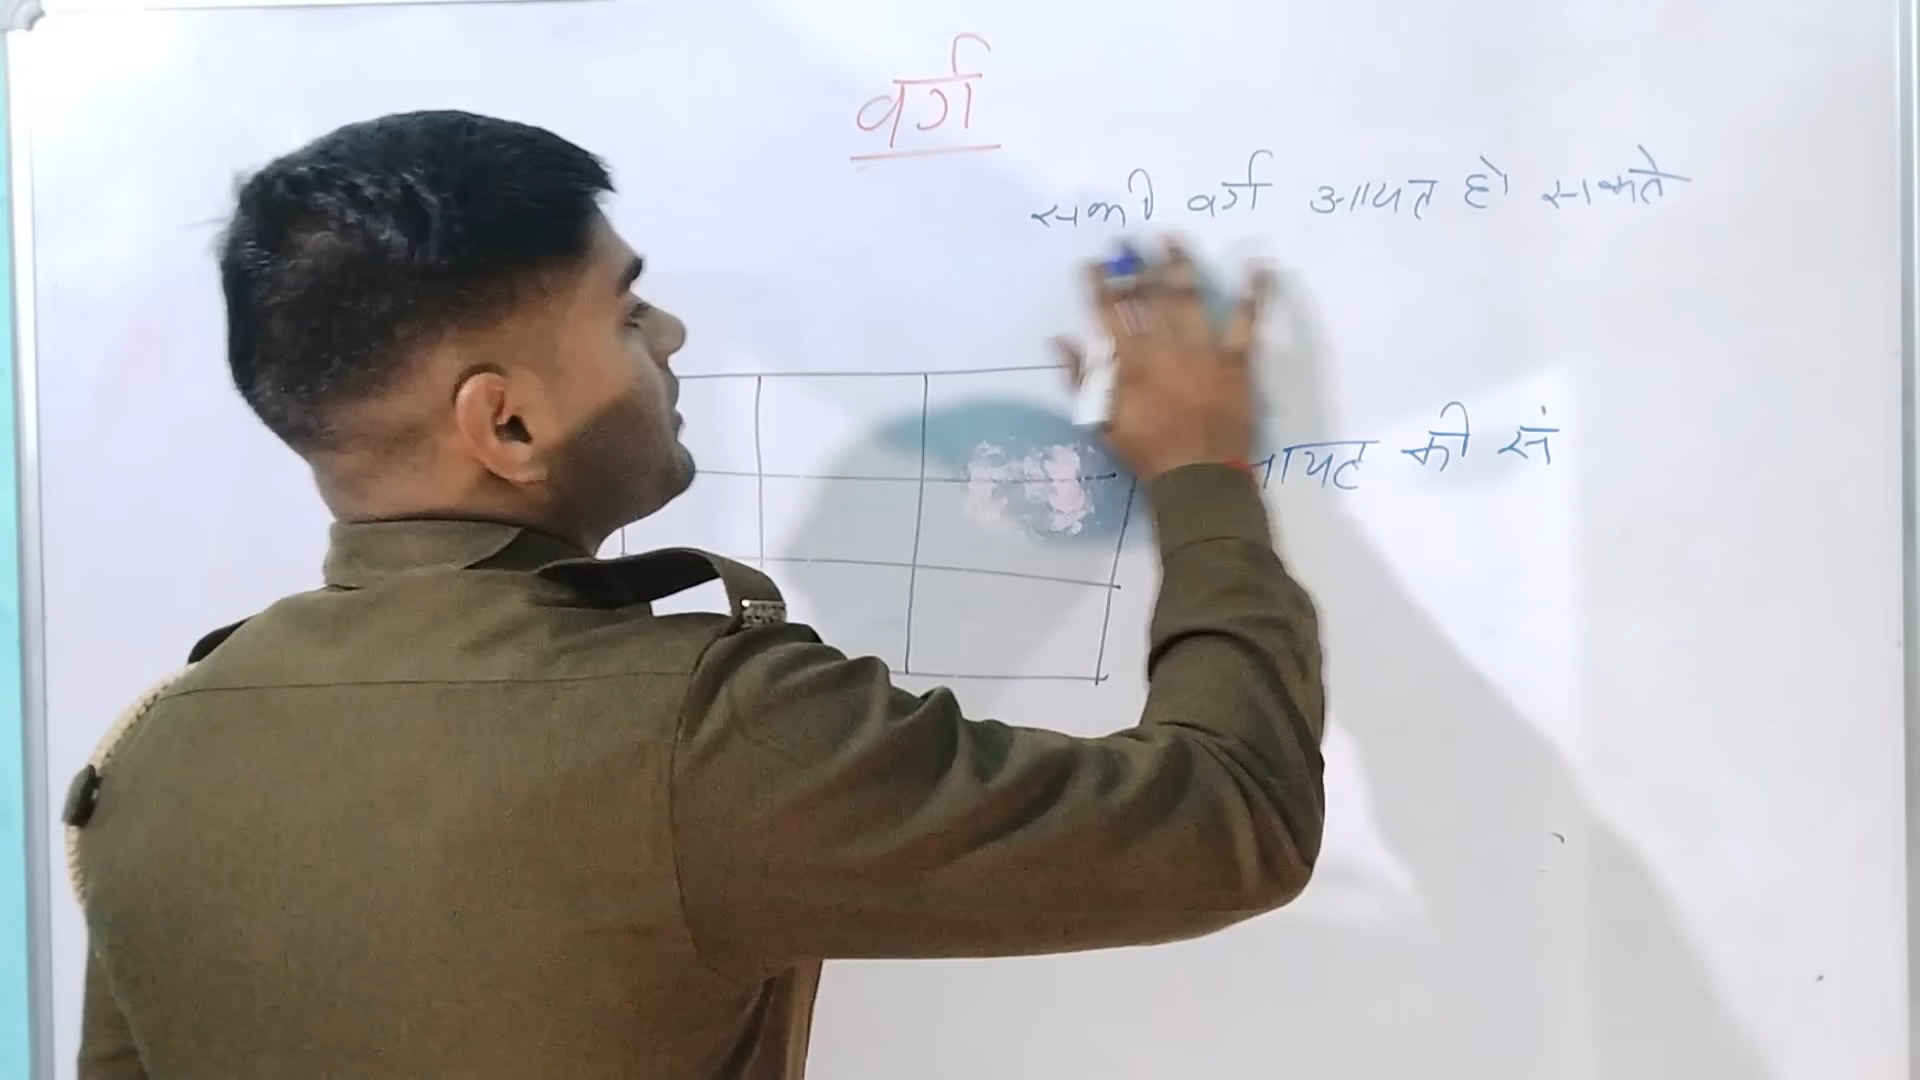 वर्ग
सभी वर्ग आयत हो सकते
की सं